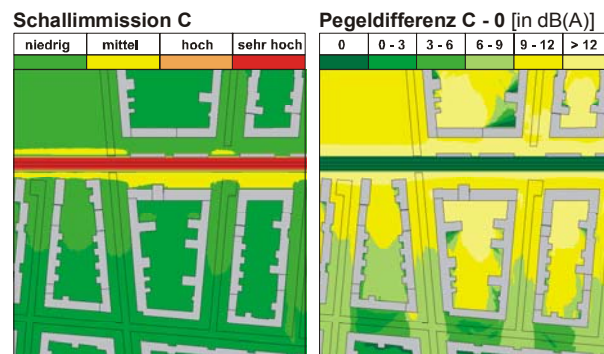 Schallimmission C
niedrig mittel hoch sehr hoch
Pegeldifferenz C - 0 [in dB(A)]
0 0 - 3 3 - 6 6 - 9 9 - 12 > 12